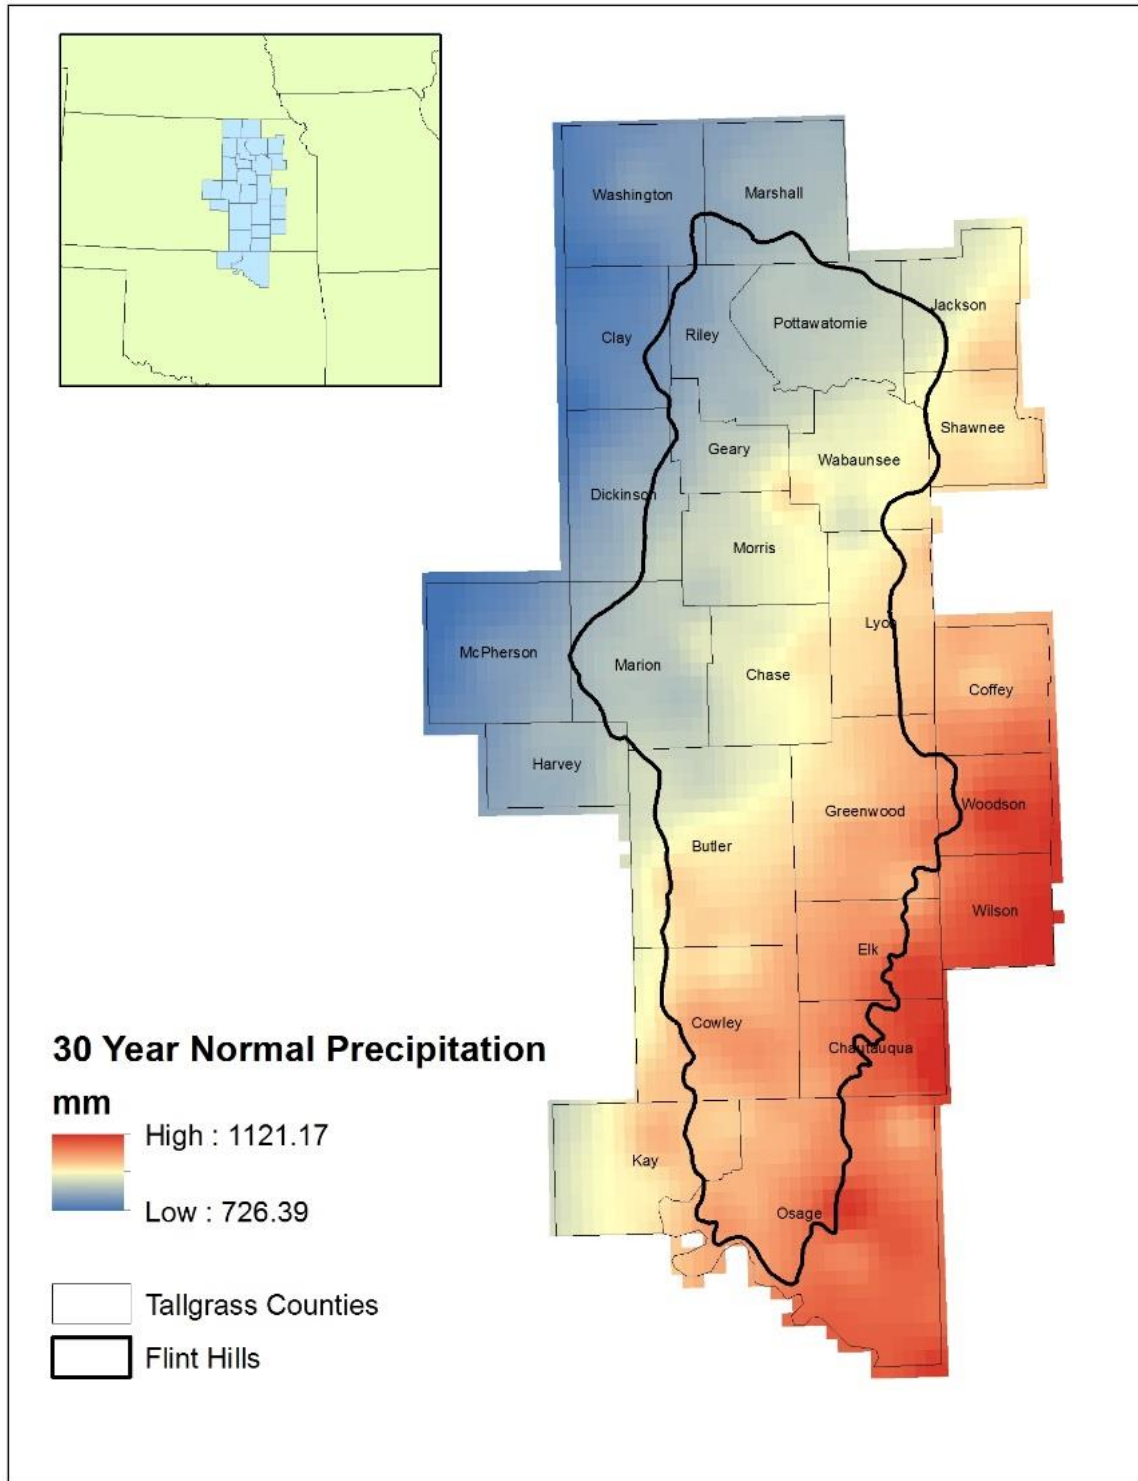 Washington
Marshall
Jackson
Clay
Riley
Pottawatomie
Shawnee
Geary
Wabaunsee
Dickinson
Morris
Lyon
McPherson
Marion
Chase
Coffey
Harvey
Greenwood
Woodson
Butler
Wilson
Elk
Cowley
Chautauqua
Kay
Osage
30 Year Normal Precipitation
mm
High : 1121.17
Low : 726.39
Tallgrass Counties
Flint Hills